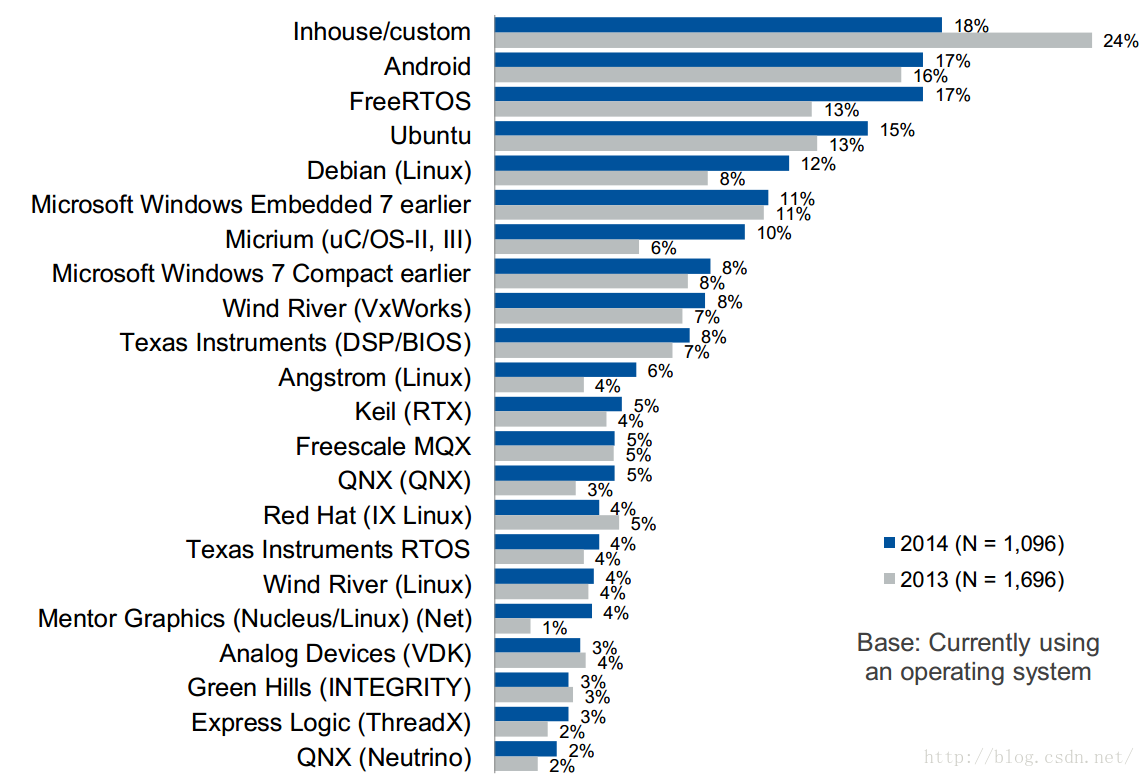 Inhouse/custom 18%
24%
Android 17%
16%
FreeRTOS 17%
13%
Ubuntu 15%
13%
Debian (Linux) 12%
8%
Microsoft Windows Embedded 7 earlier 11%
11%
Micrium (uC/OS-II, III) 10%
6%
Microsoft Windows 7 Compact earlier 8%
8%
Wind River (VxWorks) 8%
7%
Texas Instruments (DSP/BIOS) 8%
7%
Angstrom (Linux) 6%
4%
Keil (RTX) 5%
4%
Freescale MQX 5%
5%
QNX (QNX) 5%
3%
Red Hat (IX Linux) 4%
5%
Texas Instruments RTOS 4%
4%
Wind River (Linux) 4%
4%
Mentor Graphics (Nucleus/Linux) (Net) 4%
1%
Analog Devices (VDK) 3%
4%
Green Hills (INTEGRITY) 3%
3%
Express Logic (ThreadX) 3%
2%
QNX (Neutrino) 2%
2%
2014 (N = 1,096)
2013 (N = 1,696)
Base: Currently using
an operating system
http://blog.csdn.net/